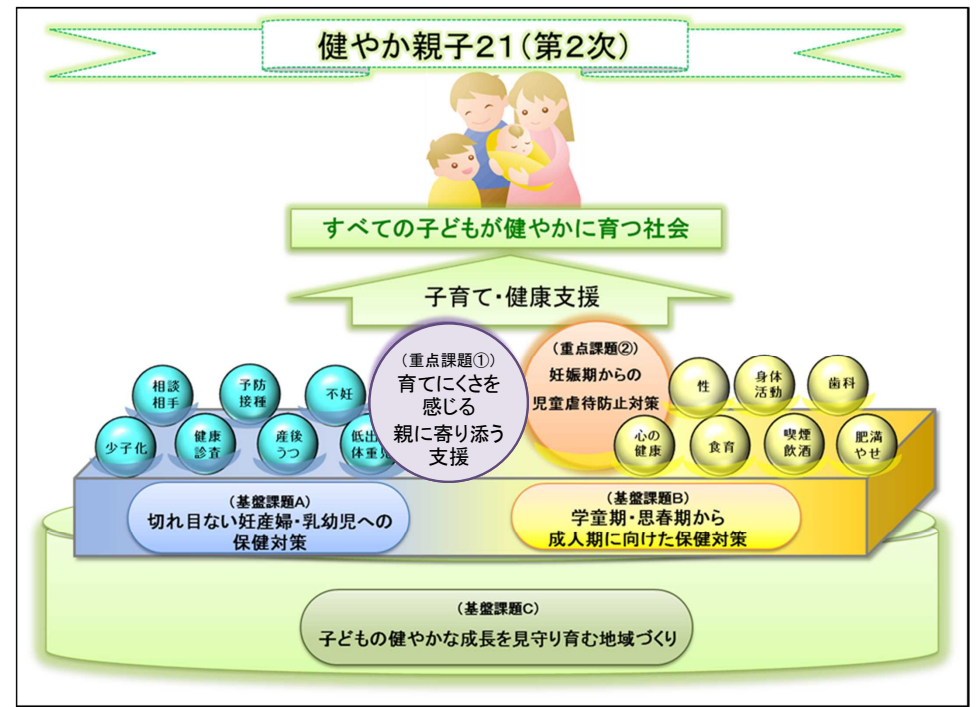 健やか親子21(第2次)
すべての子どもが健やかに育つ社会
子育て・健康支援
(重点課題①)
育てにくさを
感じる
親に寄り添う
支援
(重点課題②)
妊娠期からの
児童虐待防止対策
相談
相手
予防
接種
不妊
少子化
健康
診査
産後
うつ
低出
体重児
性
身体
活動
歯科
心の
健康
食育
喫煙
飲酒
肥満
やせ
(基盤課題A)
切れ目ない妊産婦・乳幼児への
保健対策
(基盤課題B)
学童期・思春期から
成人期に向けた保健対策
(基盤課題C)
子どもの健やかな成長を見守り育む地域づくり